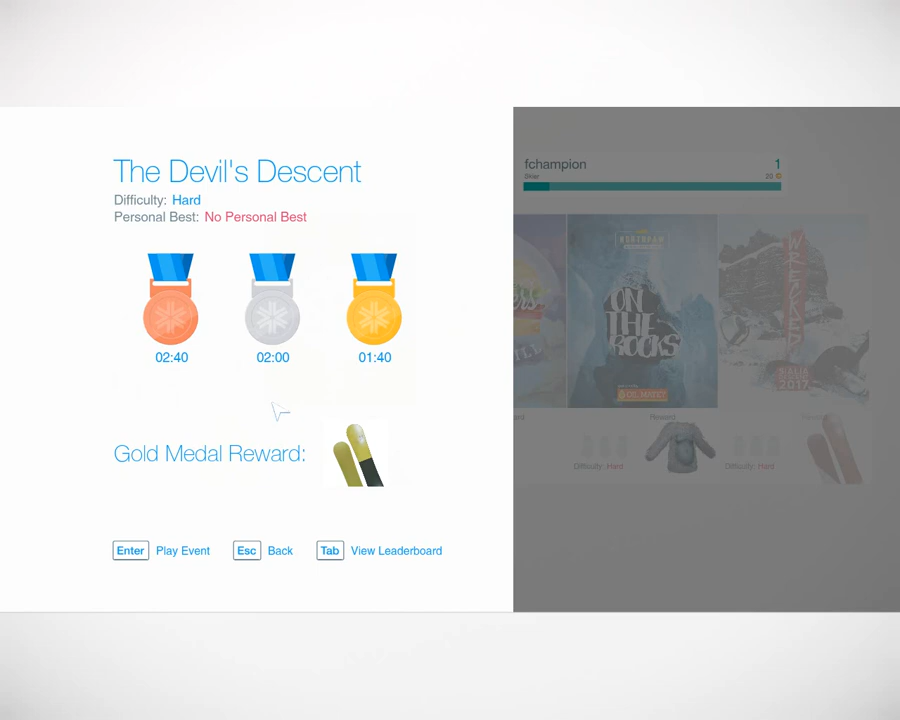 The Devil's Descent
Difficulty: Hard
Personal Best: No Personal Best
02:40
02:00
01:40
Gold Medal Reward:
Enter Play Event
Esc Back
Tab View Leaderboard
fchampion 1
Skier 20
ON
THE
ROCKS
WRECKED
SIALIA
2017
Reward
Difficulty: Hard
Difficulty: Hard